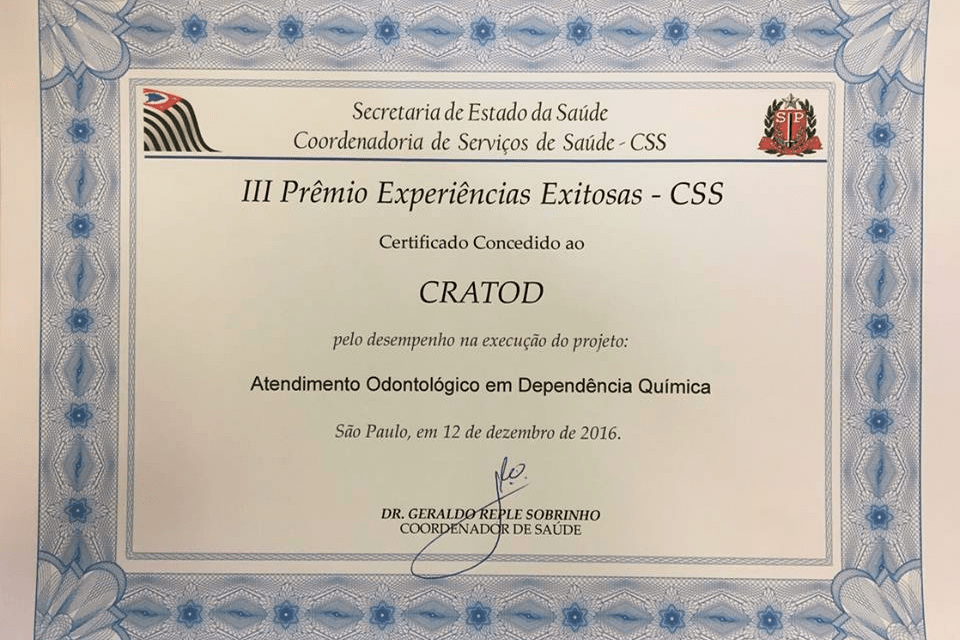 Secretaria de Estado da Saúde
Coordenadoria de Serviços de Saúde - CSS
S P
III Prêmio Experiências Exitosas - CSS
Certificado Concedido ao
CRATOD
pelo desempenho na execução do projeto:
Atendimento Odontológico em Dependência Química
São Paulo, em 12 de dezembro de 2016.
DR. GERALDO REPLE SOBRINHO
COORDENADOR DE SAÚDE